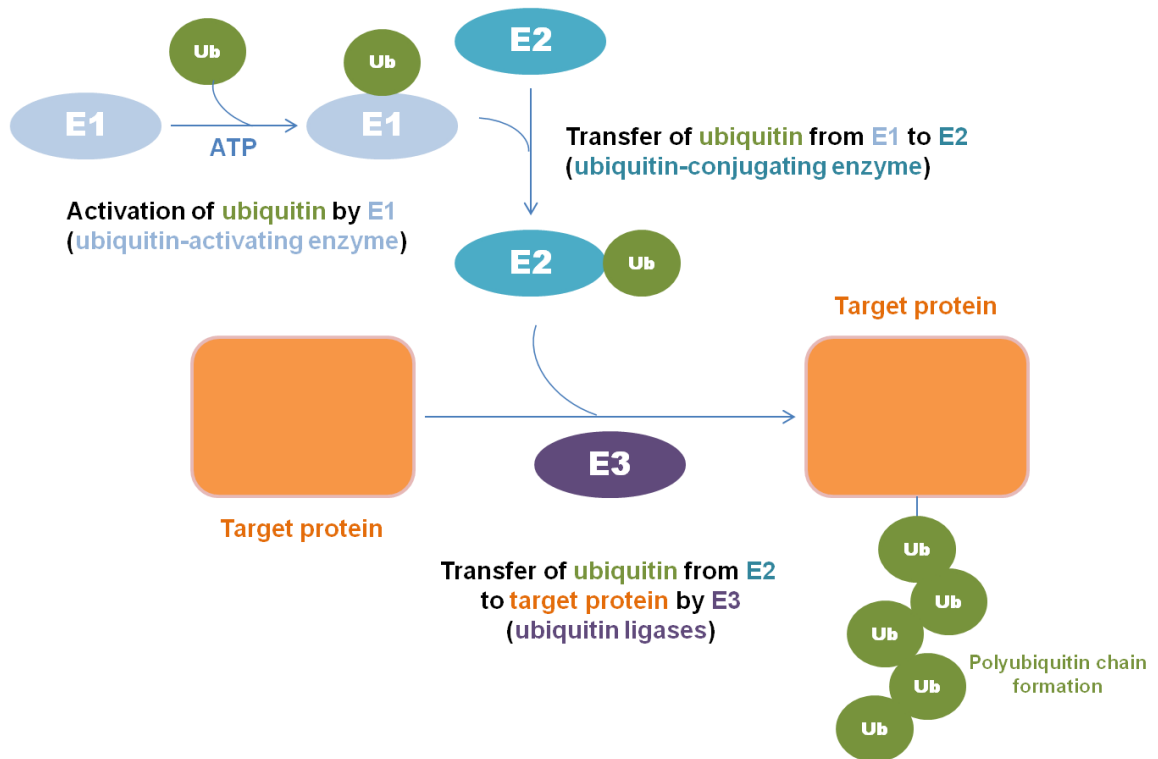 Ub
Ub
E2
E1
E1
ATP
Transfer of ubiquitin from E1 to E2
(ubiquitin-conjugating enzyme)
Activation of ubiquitin by E1
(ubiquitin-activating enzyme)
E2
Ub
Target protein
E3
Target protein
Transfer of ubiquitin from E2
to target protein by E3
(ubiquitin ligases)
Ub
Ub
Ub
Ub
Ub
Polyubiquitin chain
formation